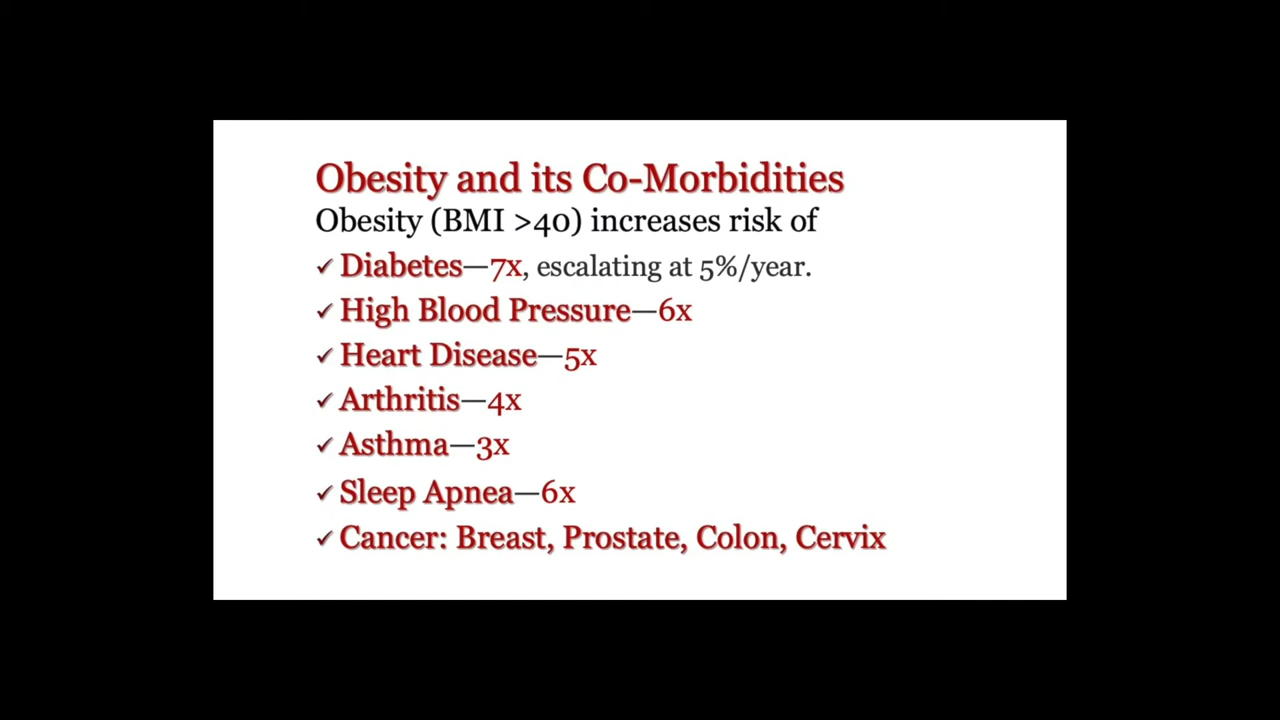 Obesity and its Co-Morbidities
Obesity (BMI >40) increases risk of
✓ Diabetes—7x, escalating at 5%/year.
✓ High Blood Pressure—6x
✓ Heart Disease—5x
✓ Arthritis—4x
✓ Asthma—3x
✓ Sleep Apnea—6x
✓ Cancer: Breast, Prostate, Colon, Cervix